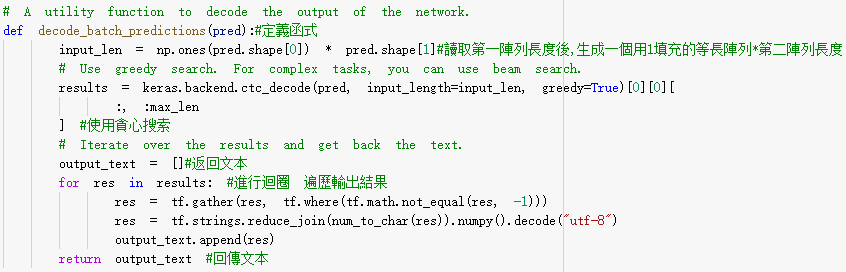 # A utility function to decode the output of the network.
def decode_batch_predictions(pred):#定義函式
input_len = np.ones(pred.shape[0]) * pred.shape[1]#讀取第一陣列長度後,生成一個用1填充的等長陣列*第二陣列長度
# Use greedy search. For complex tasks, you can use beam search.
results = keras.backend.ctc_decode(pred, input_length=input_len, greedy=True)[0][0][
:, :max_len
] #使用貪心搜索
# Iterate over the results and get back the text.
output_text = []#返回文本
for res in results: #進行迴圈 遍歷輸出結果
res = tf.gather(res, tf.where(tf.math.not_equal(res, -1)))
res = tf.strings.reduce_join(num_to_char(res)).numpy().decode("utf-8")
output_text.append(res)
return output_text #回傳文本